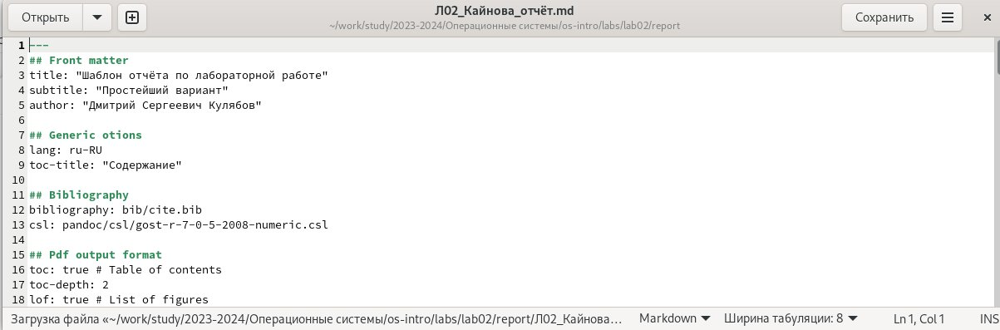 Открыть
Л02_Кайнова_отчёт.md
~/work/study/2023-2024/Операционные системы/os-intro/labs/lab02/report
Сохранить
1 ---
2 ## Front matter
3 title: "Шаблон отчёта по лабораторной работе"
4 subtitle: "Простейший вариант"
5 author: "Дмитрий Сергеевич Кулябов"
6
7 ## Generic otions
8 lang: ru-RU
9 toc-title: "Содержание"
10
11 ## Bibliography
12 bibliography: bib/cite.bib
13 csl: pandoc/csl/gost-r-7-0-5-2008-numeric.csl
14
15 ## Pdf output format
16 toc: true # Table of contents
17 toc-depth: 2
18 lof: true # List of figures
Загрузка файла «~/work/study/2023-2024/Операционные системы/os-intro/labs/lab02/report/Л02_Кайнова… Markdown Ширина табуляции: 8 Ln 1, Col 1 INS